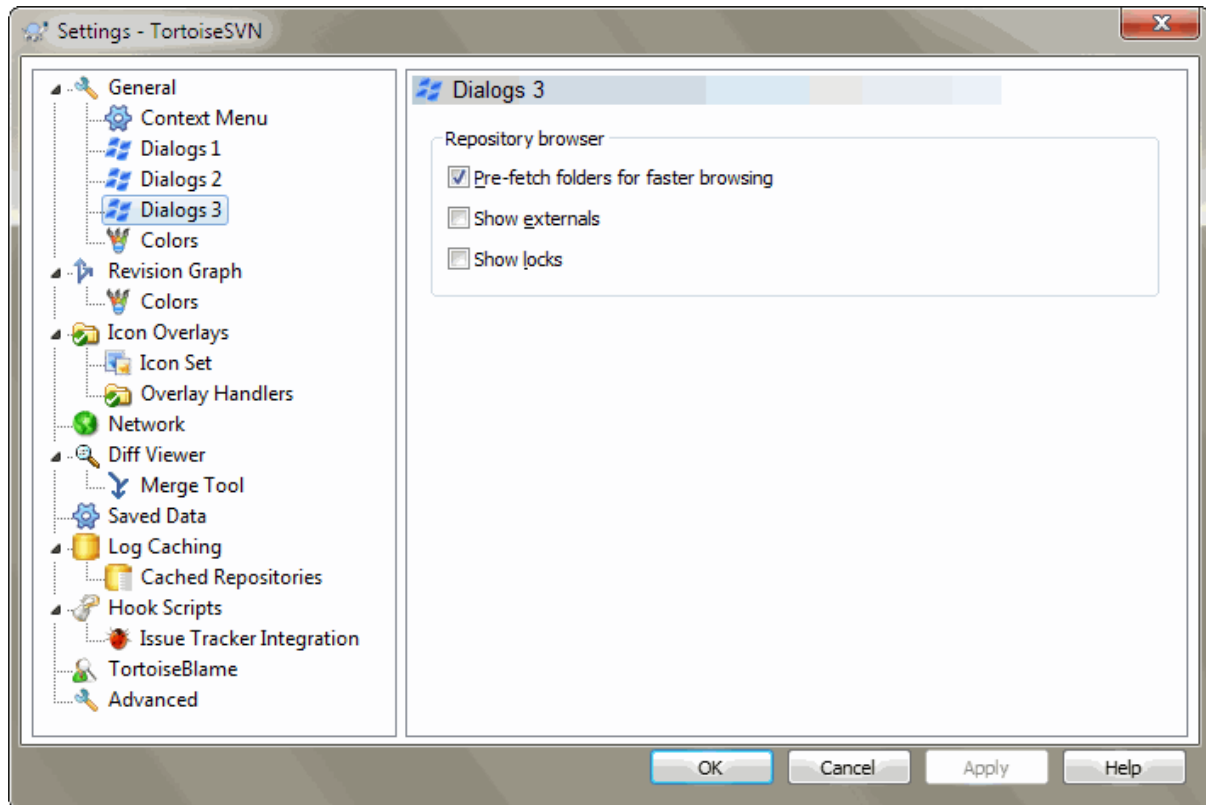 Settings - TortoiseSVN
General
Context Menu
Dialogs 1
Dialogs 2
Dialogs 3
Colors
Revision Graph
Colors
Icon Overlays
Icon Set
Overlay Handlers
Network
Diff Viewer
Merge Tool
Saved Data
Log Caching
Cached Repositories
Hook Scripts
Issue Tracker Integration
TortoiseBlame
Advanced
Dialogs 3
Repository browser
Pre-fetch folders for faster browsing
Show externals
Show locks
OK Cancel Apply Help